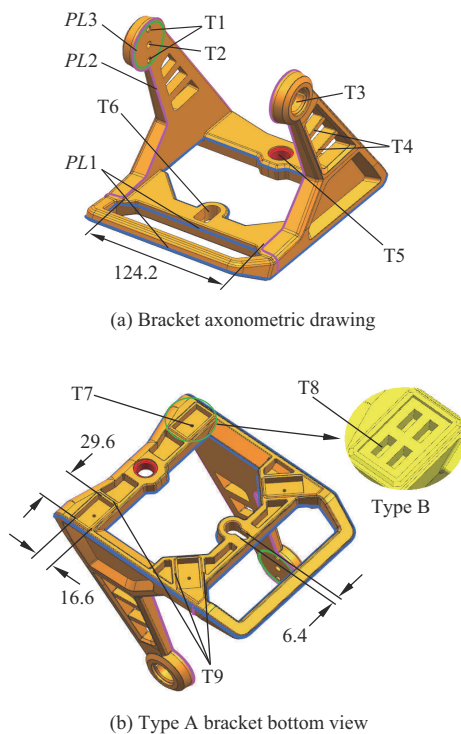 T1
PL3
T2
PL2
T3
T6
T4
PL1
T5
124.2
(a) Bracket axonometric drawing
T7
T8
29.6
Type B
16.6
6.4
T9
(b) Type A bracket bottom view